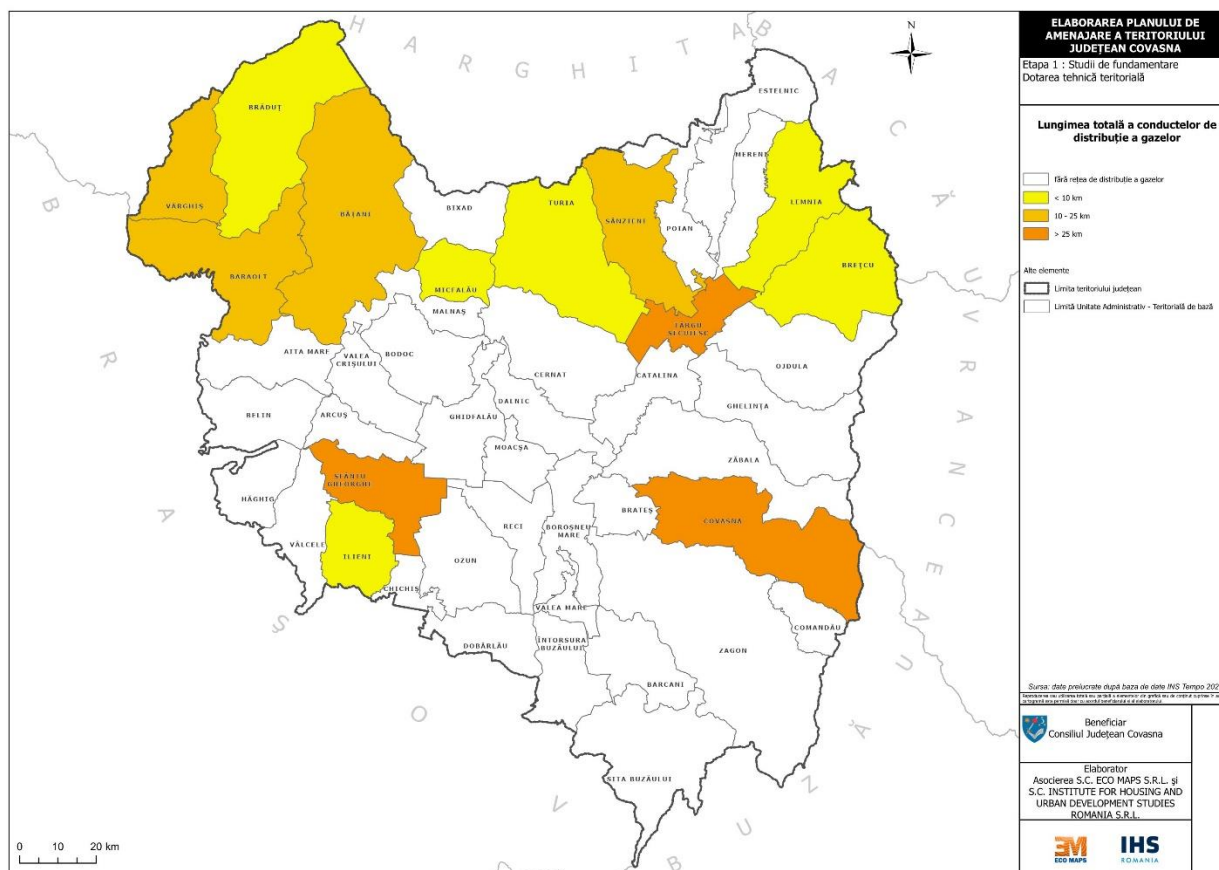 HARGHITA
BACĂU
VRANCEA
BUZĂU
BRAȘOV
N
ESTELNIC
BRĂDUȚ
MERENI
VÂRGHIȘ
BĂȚANI
BIXAD
TURIA
SÂNZIENI
POIAN
LEMNIA
BARAOLT
MICFALĂU
BREȚCU
MALNAȘ
TÂRGU
SECUIESC
AITA MARE
VALEA
CRIȘULUI
BODOC
CERNAT
CATALINA
OJDULA
BELIN
ARCUȘ
GHIDFALĂU
DALNIC
GHELINȚA
MOACȘA
ZĂBALA
SFÂNTU
GHEORGHE
HĂGHIG
BRATEȘ
COVASNA
VÂLCELE
ILIENI
RECI
BOROȘNEU
MARE
OZUN
CHICHIȘ
VALEA MARE
COMANDĂU
DOBÂRLĂU
ÎNTORSURA
BUZĂULUI
ZAGON
BARCANI
SITA BUZĂULUI
0 10 20 km
ELABORAREA PLANULUI DE
AMENAJARE A TERITORIULUI
JUDEȚEAN COVASNA
Etapa 1 : Studii de fundamentare
Dotarea tehnică teritorială
Lungimea totală a conductelor de
distribuție a gazelor
fără rețea de distribuție a gazelor
< 10 km
10 - 25 km
> 25 km
Alte elemente
Limita teritoriului județean
Limită Unitate Administrativ - Teritorială de bază
Sursa: date prelucrate după baza de date INS Tempo 202
Beneficiar
Consiliul Județean Covasna
Elaborator
Asocierea S.C. ECO MAPS S.R.L. și
S.C. INSTITUTE FOR HOUSING AND
URBAN DEVELOPMENT STUDIES
ROMANIA S.R.L.
EM
ECO MAPS
IHS
ROMANIA